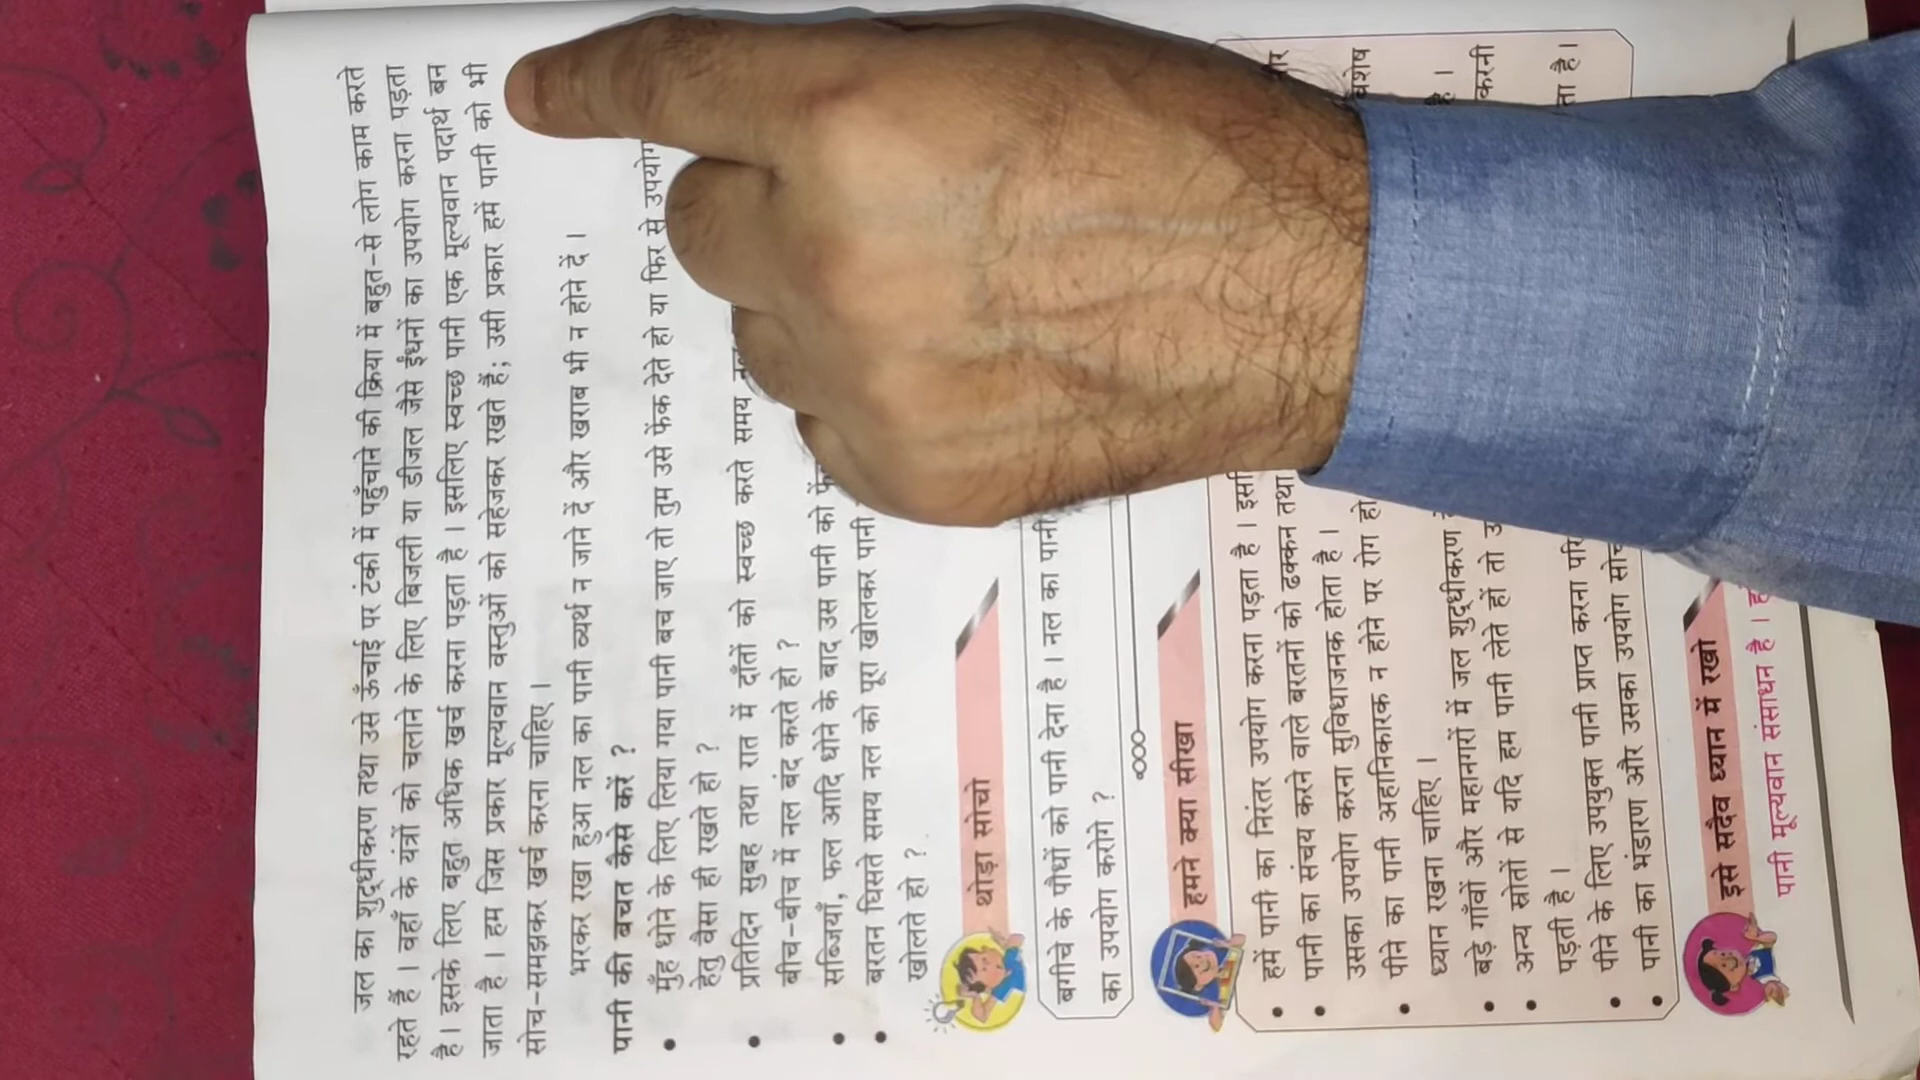 जल का शुद्धीकरण तथा उसे ऊँचाई पर टंकी में पहुँचाने की क्रिया में बहुत-से लोग काम करते
रहते हैं । वहाँ के यंत्रों को चलाने के लिए बिजली या डीजल जैसे ईंधनों का उपयोग करना पड़ता
है । इसके लिए बहुत अधिक खर्च करना पड़ता है । इसलिए स्वच्छ पानी एक मूल्यवान पदार्थ बन
जाता है । हम जिस प्रकार मूल्यवान वस्तुओं को सहेजकर रखते हैं; उसी प्रकार हमें पानी को भी
सोच-समझकर खर्च करना चाहिए ।
भरकर रखा हुआ नल का पानी व्यर्थ न जाने दें और खराब भी न होने दें ।
पानी की बचत कैसे करें ?
• मुँह धोने के लिए लिया गया पानी बच जाए तो तुम उसे फेंक देते हो या फिर से उपयोग
हेतु वैसा ही रखते हो ?
• प्रतिदिन सुबह तथा रात में दाँतों को स्वच्छ करते समय
बीच-बीच में नल बंद करते हो ?
• सब्जियाँ, फल आदि धोने के बाद उस पानी को
• बरतन घिसते समय नल को पूरा खोलकर पानी
खोलते हो ?
थोड़ा सोचो
बगीचे के पौधों को पानी देना है । नल का पानी
का उपयोग करोगे ?
हमने क्या सीखा
• हमें पानी का निरंतर उपयोग करना पड़ता है ।
• पानी का संचय करने वाले बरतनों को ढक्कन तथा
उसका उपयोग करना सुविधाजनक होता है ।
• पीने का पानी अहानिकारक न होने पर रोग हो
ध्यान रखना चाहिए ।
• बड़े गाँवों और महानगरों में जल शुद्धीकरण है ।
• अन्य स्रोतों से यदि हम पानी लेते हों तो करनी
पड़ती है ।
• पीने के लिए उपयुक्त पानी प्राप्त करना है ।
• पानी का भंडारण और उसका उपयोग
इसे सदैव ध्यान में रखो
पानी मूल्यवान संसाधन है ।